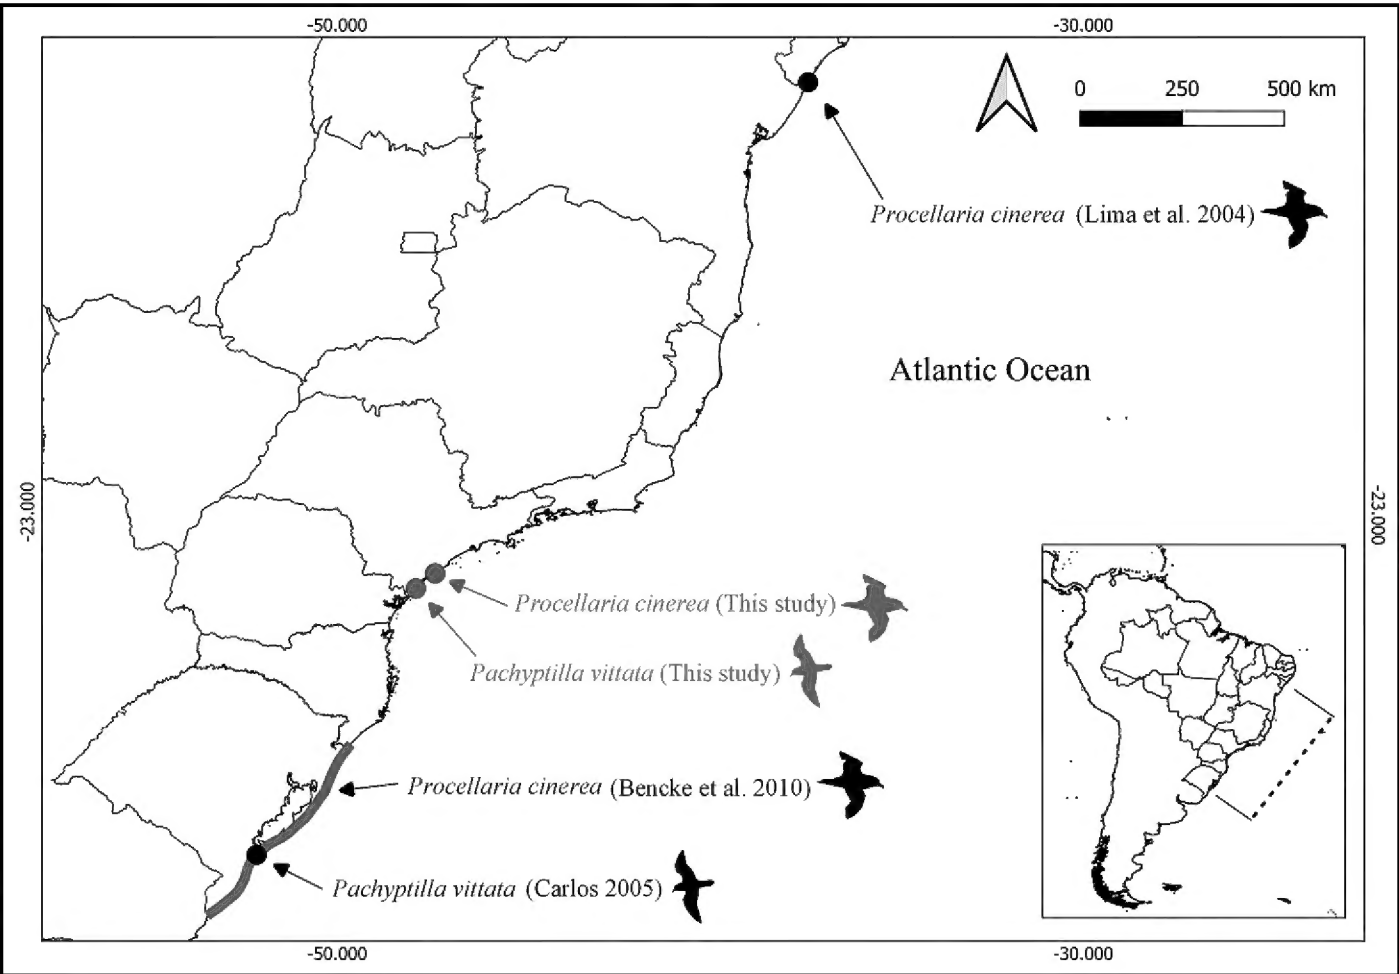 -50.000
-30.000
0 250 500 km
Procellaria cinerea (Lima et al. 2004)
Atlantic Ocean
-23.000
-23.000
Procellaria cinerea (This study)
Pachyptilla vittata (This study)
Procellaria cinerea (Bencke et al. 2010)
Pachyptilla vittata (Carlos 2005)
-50.000
-30.000